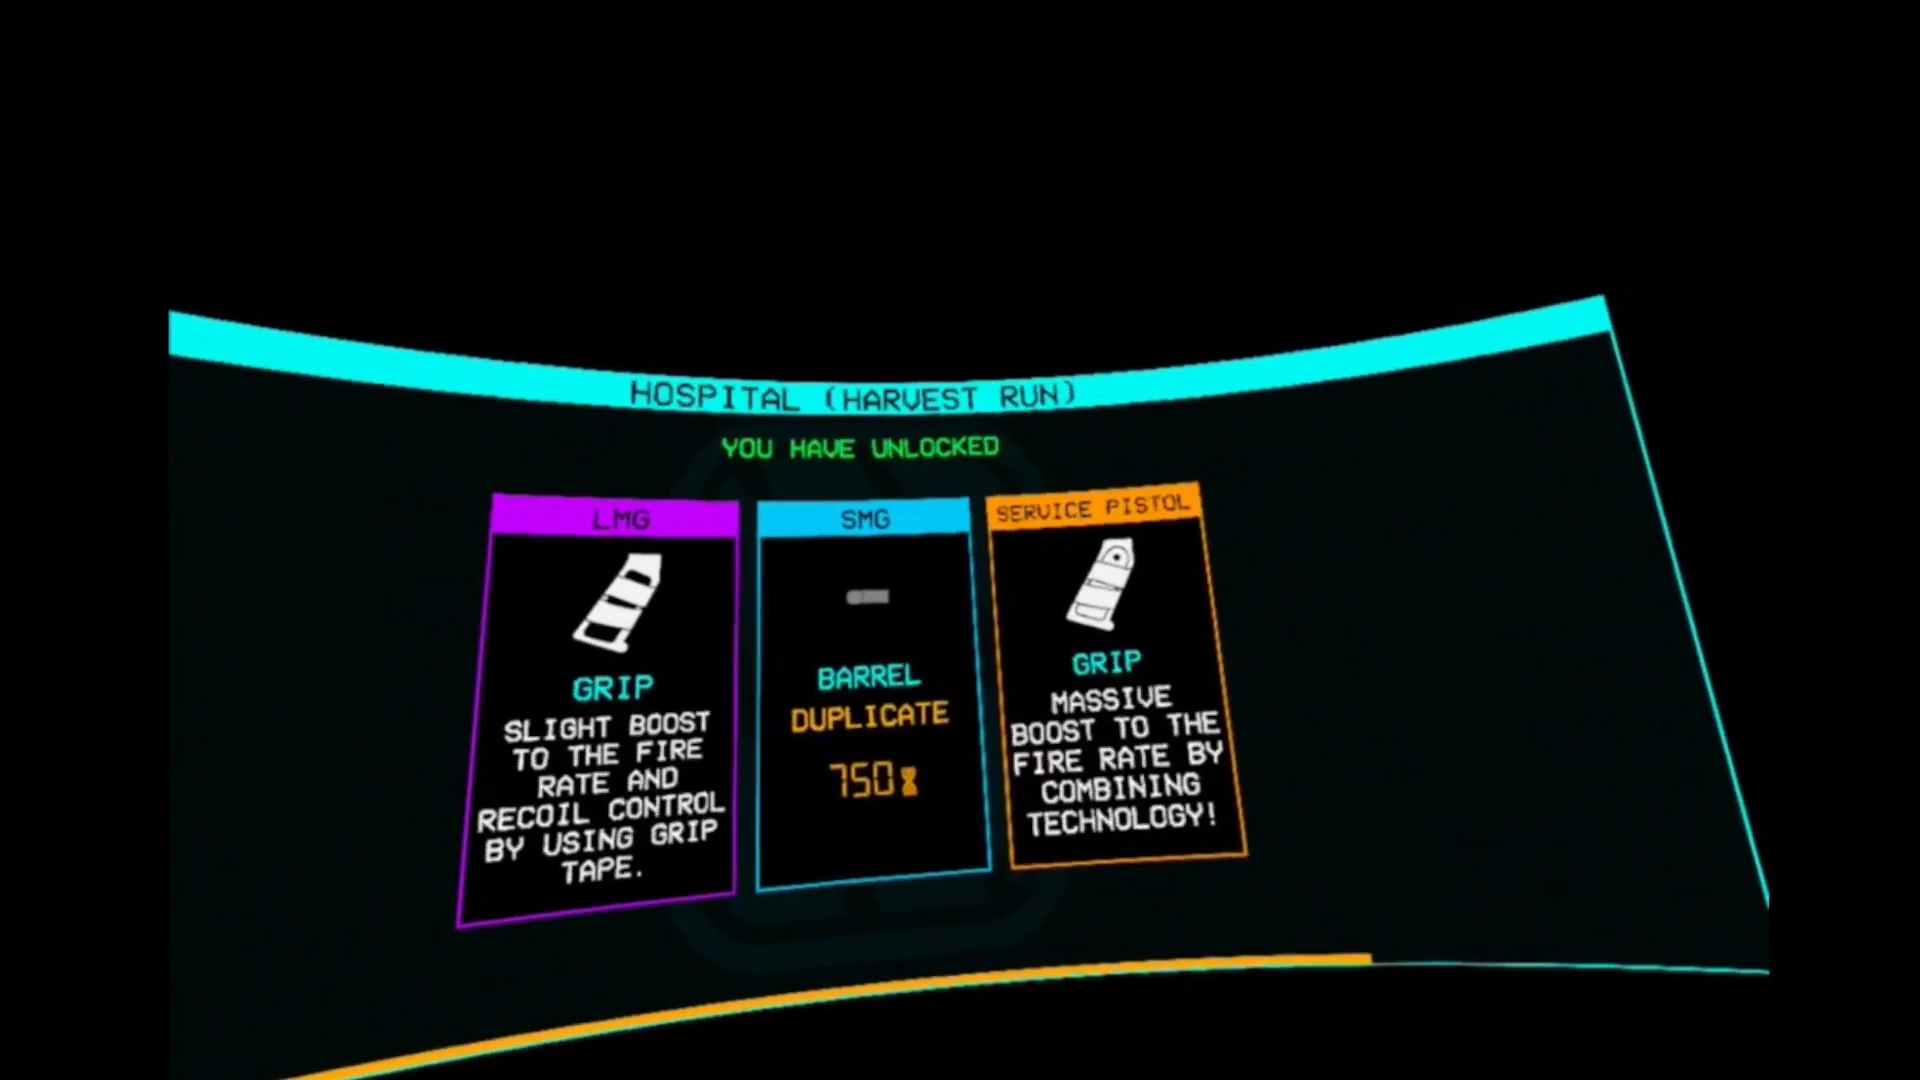 HOSPITAL (HARVEST RUN)
YOU HAVE UNLOCKED
LMG
GRIP
SLIGHT BOOST
TO THE FIRE
RATE AND
RECOIL CONTROL
BY USING GRIP
TAPE.
SMG
BARREL
DUPLICATE
750
SERVICE PISTOL
GRIP
MASSIVE
BOOST TO THE
FIRE RATE BY
COMBINING
TECHNOLOGY!